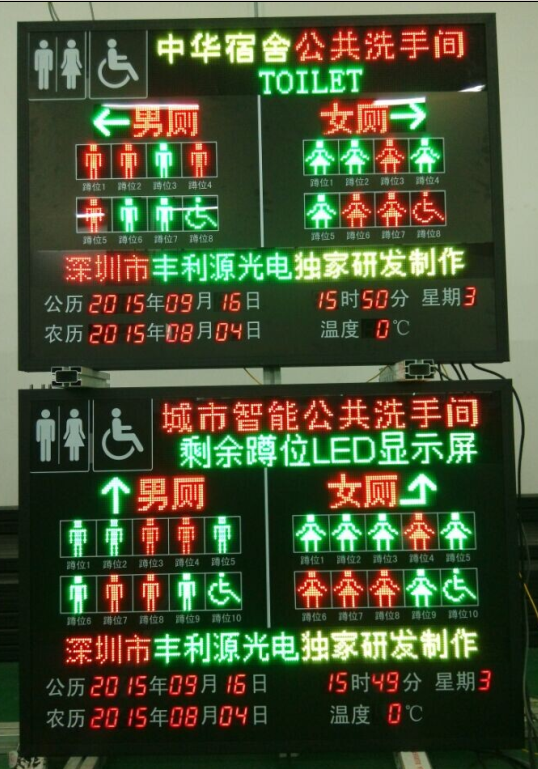 中华宿舍公共洗手间
TOILET
←男厕 女厕→
蹲位1 蹲位2 蹲位3 蹲位4 蹲位1 蹲位2 蹲位3 蹲位4
蹲位5 蹲位6 蹲位7 蹲位8 蹲位5 蹲位6 蹲位7 蹲位8
深圳市丰利源光电独家研发制作
公历2015年09月16日 15时50分 星期3
农历2015年08月04日 温度 0℃
城市智能公共洗手间
剩余蹲位LED显示屏
↑男厕 女厕⤴
蹲位1 蹲位2 蹲位3 蹲位4 蹲位5 蹲位1 蹲位2 蹲位3 蹲位4 蹲位5
蹲位6 蹲位7 蹲位8 蹲位9 蹲位10 蹲位6 蹲位7 蹲位8 蹲位9 蹲位10
深圳市丰利源光电独家研发制作
公历2015年09月16日 15时49分 星期3
农历2015年08月04日 温度 0℃